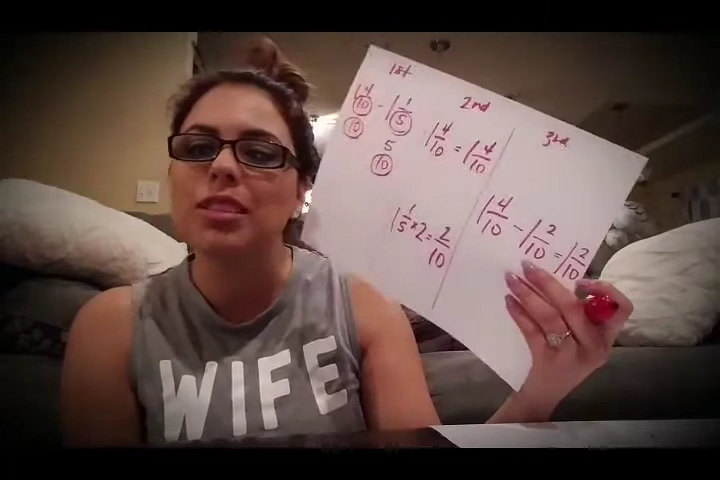 1st
1 4/10 - 1 1/5
10
5
10
1 1/5 x 2 = 2/10
2nd
1 4/10 = 1 4/10
3rd
1 4/10 - 1 2/10 = 1 2/10
WIFE